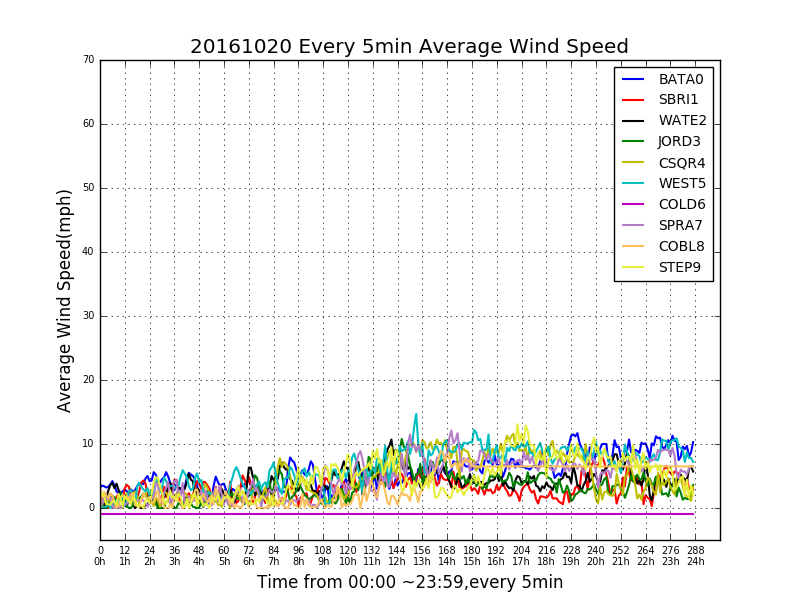 20161020 Every 5min Average Wind Speed
70
60
50
40
30
20
10
0
Average Wind Speed(mph)
BATA0
SBRI1
WATE2
JORD3
CSQR4
WEST5
COLD6
SPRA7
COBL8
STEP9
0 12 24 36 48 60 72 84 96 108 120 132 144 156 168 180 192 204 216 228 240 252 264 276 288
0h 1h 2h 3h 4h 5h 6h 7h 8h 9h 10h 11h 12h 13h 14h 15h 16h 17h 18h 19h 20h 21h 22h 23h 24h
Time from 00:00 ~23:59,every 5min